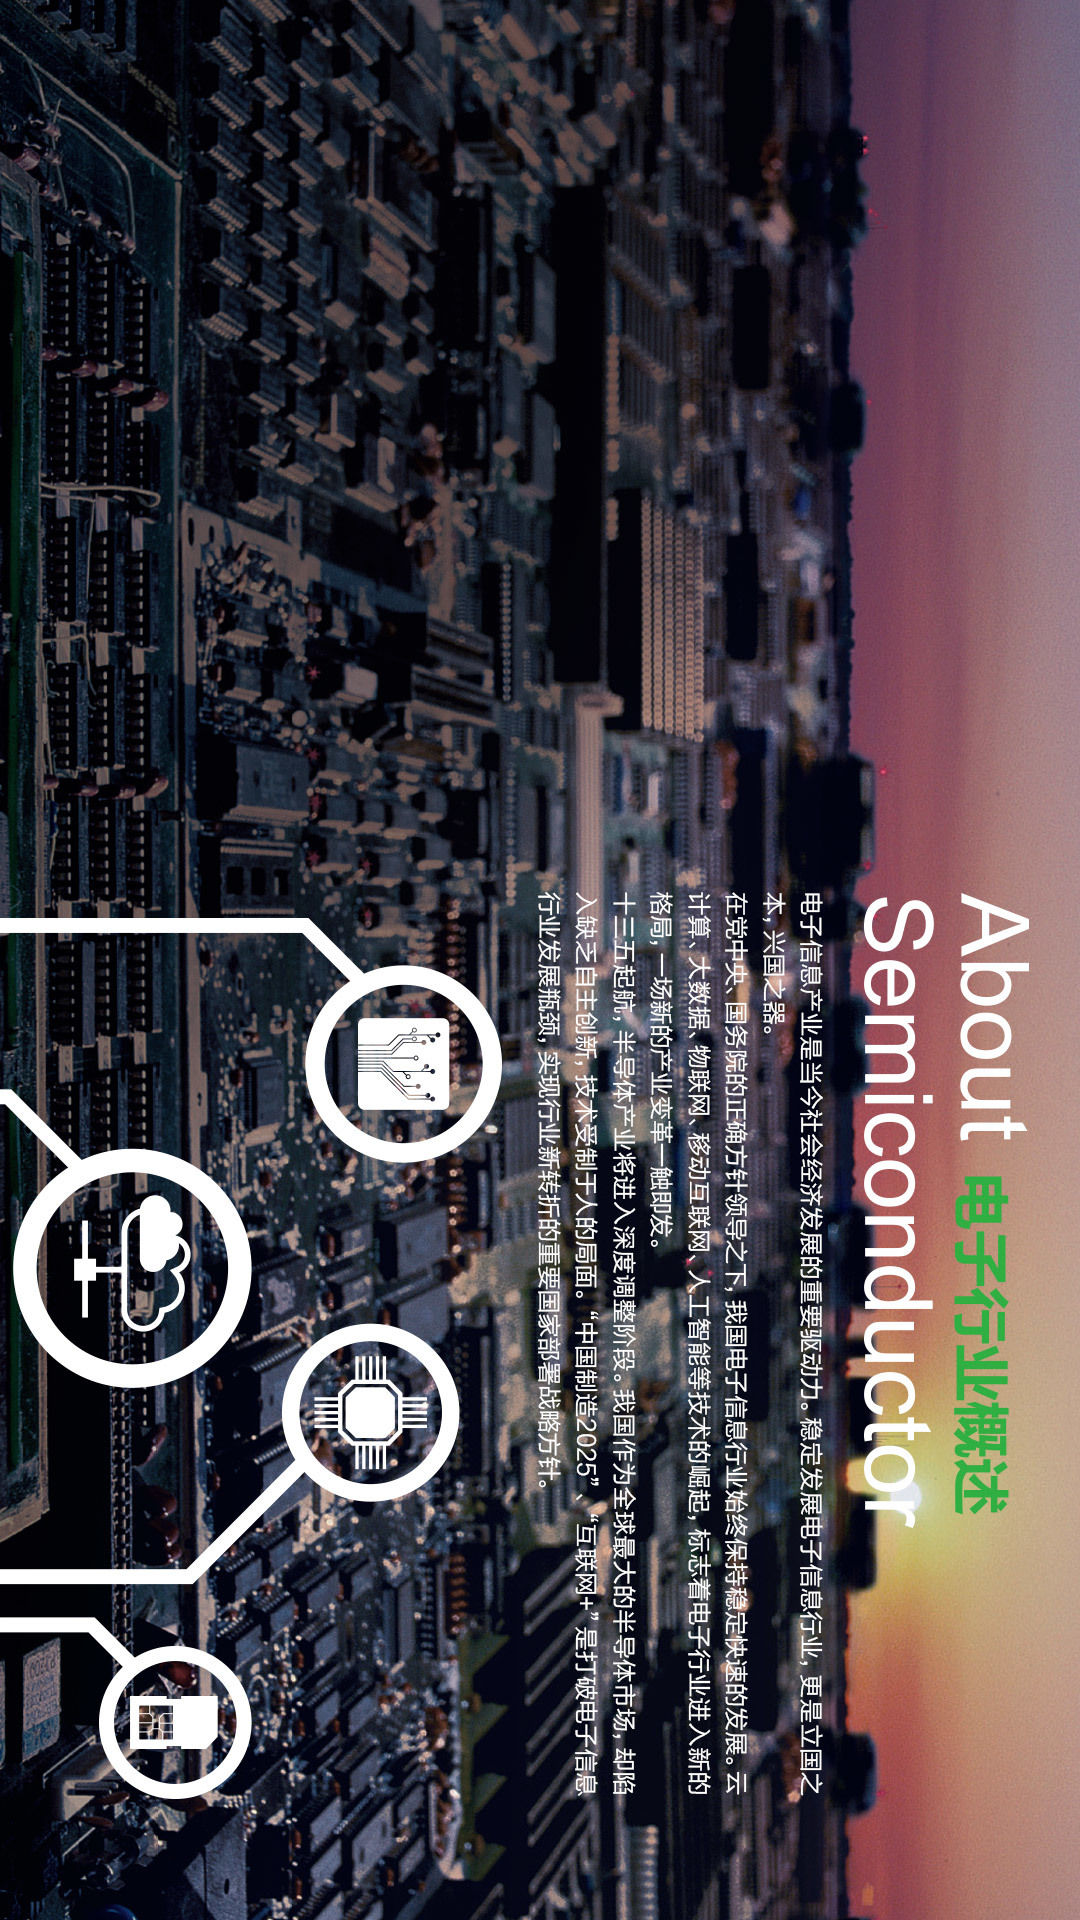 About 电子行业概述
Semiconductor
电子信息产业是当今社会经济发展的重要驱动力。稳定发展电子信息行业，更是立国之
本，兴国之器。
在党中央、国务院的正确方针领导之下，我国电子信息行业始终保持稳定快速的发展。云
计算、大数据、物联网、移动互联网、人工智能等技术的崛起，标志着电子行业进入新的
格局，一场新的产业变革一触即发。
十三五起航，半导体产业将进入深度调整阶段。我国作为全球最大的半导体市场，却陷
入缺乏自主创新，技术受制于人的局面。“中国制造2025”、“互联网+”是打破电子信息
行业发展瓶颈，实现行业新转折的重要国家部署战略方针。